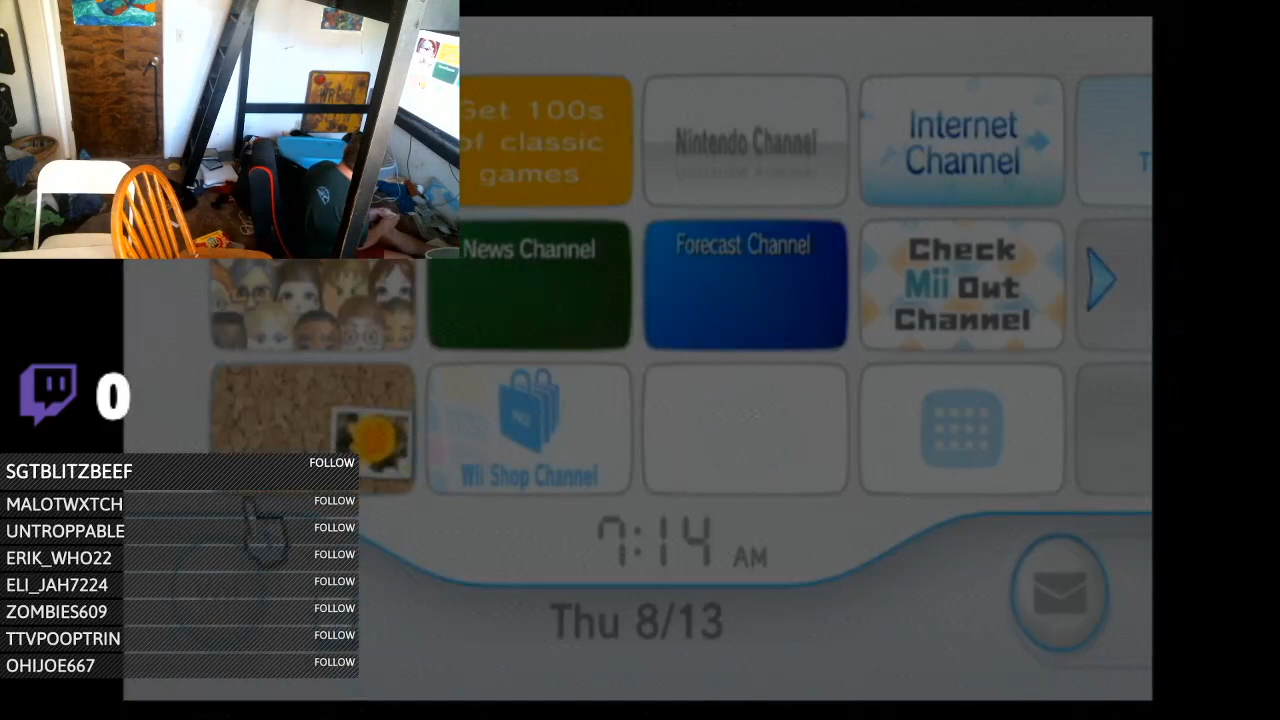 Get 100s
of classic
games
Nintendo Channel
Internet
Channel
T
News Channel
Forecast Channel
Check
Mii Out
Channel
Wii Shop Channel
0
SGTBLITZBEEF FOLLOW
MALOTWXTCH FOLLOW
UNTROPPABLE FOLLOW
ERIK_WHO22 FOLLOW
ELI_JAH7224 FOLLOW
ZOMBIES609 FOLLOW
TTVPOOPTRIN FOLLOW
OHIJOE667 FOLLOW
7:14 AM
Thu 8/13